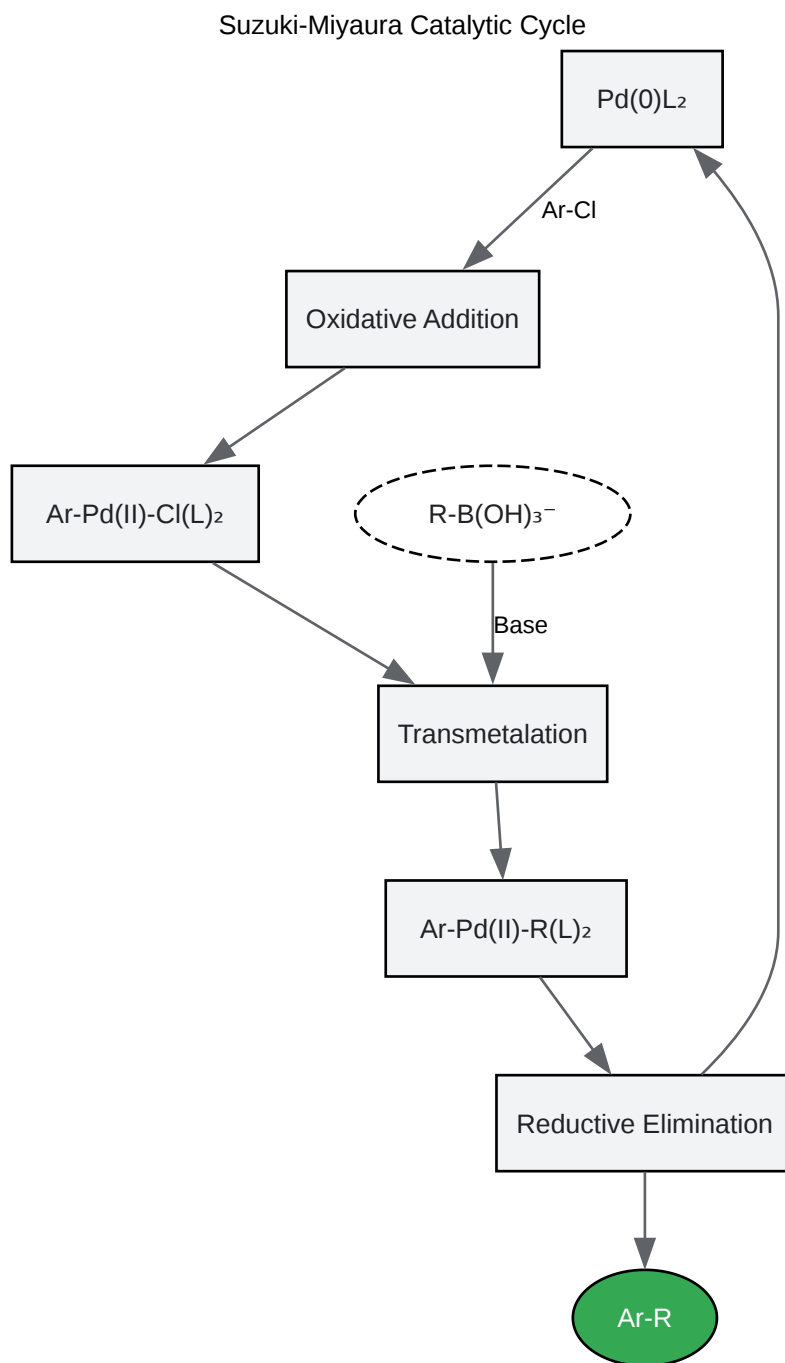 Suzuki-Miyaura Catalytic Cycle
Pd(0)L₂
Ar-Cl
Oxidative Addition
Ar-Pd(II)-Cl(L)₂
R-B(OH)₃⁻
Base
Transmetalation
Ar-Pd(II)-R(L)₂
Reductive Elimination
Ar-R